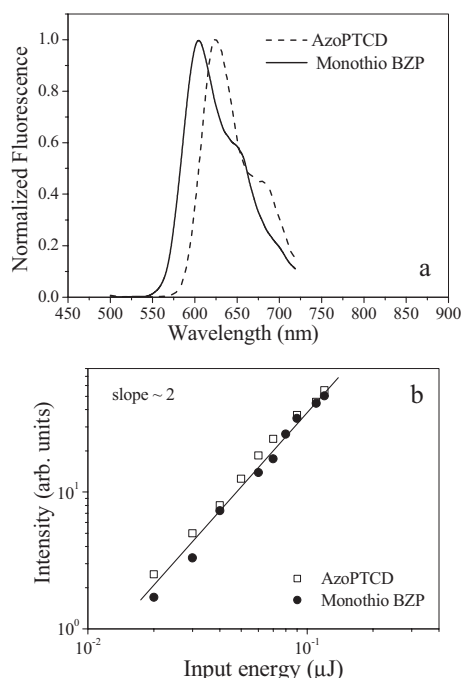 AzoPTCD
Monothio BZP
1.0
0.8
0.6
0.4
0.2
0.0
Normalized Fluorescence
a
450 500 550 600 650 700 750 800 850 900
Wavelength (nm)
slope ~ 2
b
10¹
10⁰
Intensity (arb. units)
AzoPTCD
Monothio BZP
10⁻² 10⁻¹
Input energy (μJ)